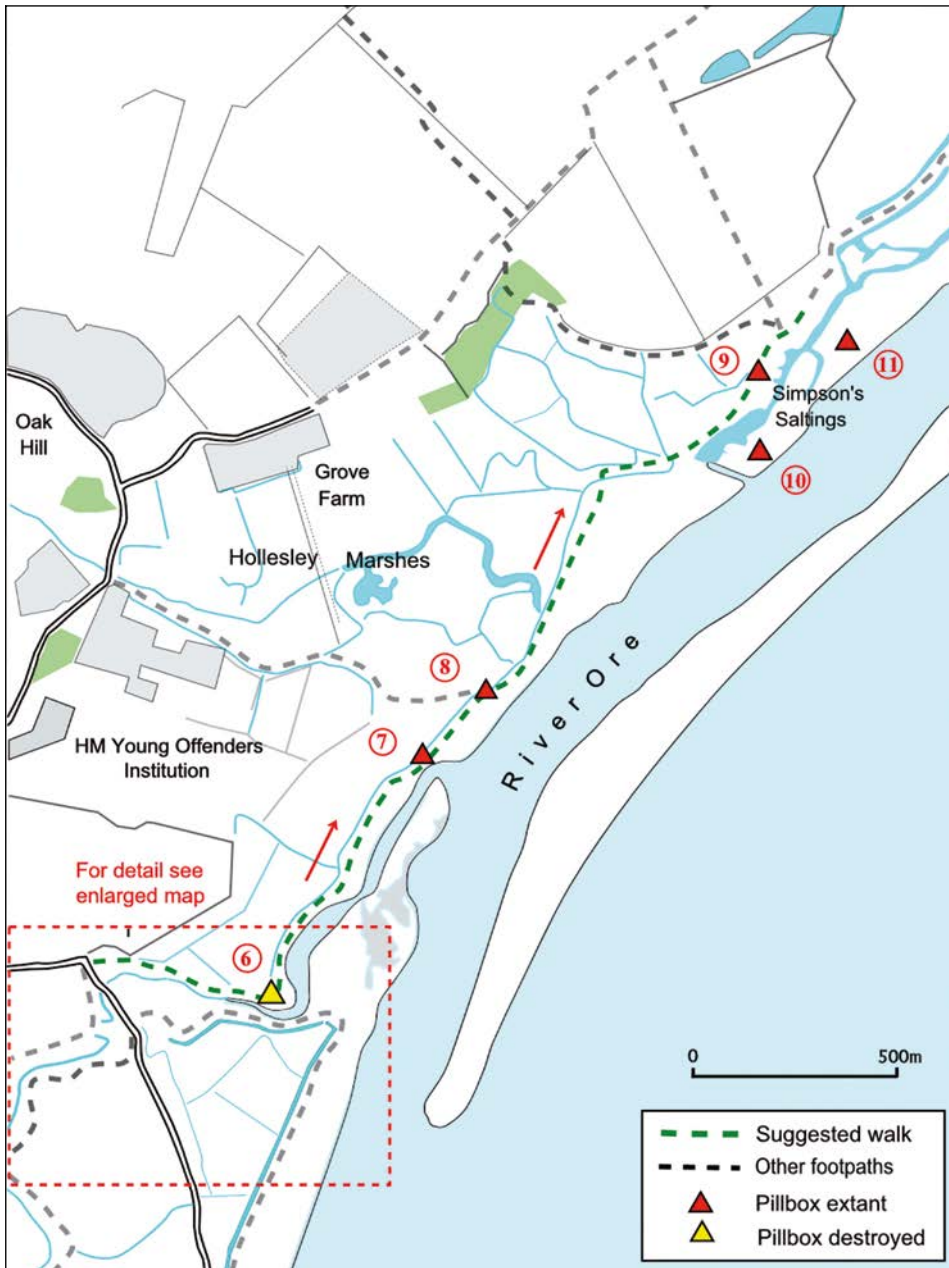 9
11
Simpson's
Saltings
10
Oak
Hill
Grove
Farm
Hollesley Marshes
8
River Ore
7
HM Young Offenders
Institution
For detail see
enlarged map
6
0 500m
Suggested walk
Other footpaths
Pillbox extant
Pillbox destroyed